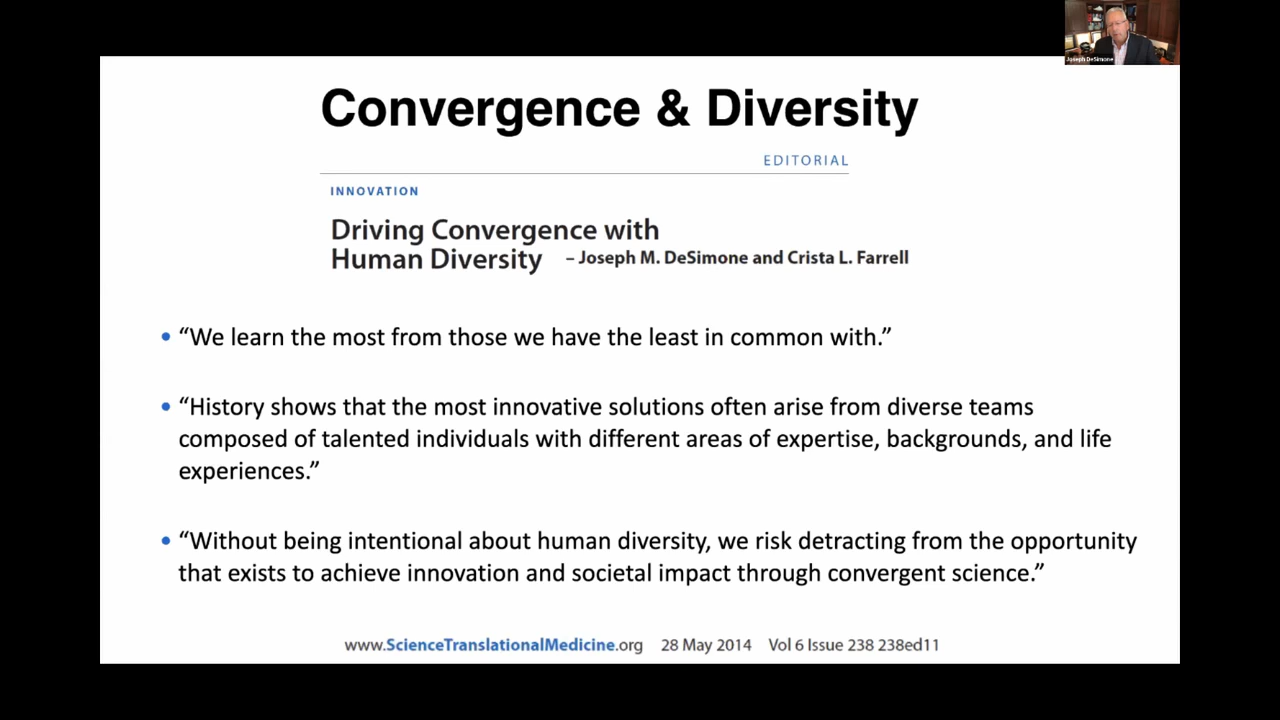 Joseph DeSimone
Convergence & Diversity
EDITORIAL
INNOVATION
Driving Convergence with
Human Diversity – Joseph M. DeSimone and Crista L. Farrell
• “We learn the most from those we have the least in common with.”
• “History shows that the most innovative solutions often arise from diverse teams
composed of talented individuals with different areas of expertise, backgrounds, and life
experiences.”
• “Without being intentional about human diversity, we risk detracting from the opportunity
that exists to achieve innovation and societal impact through convergent science.”
www.ScienceTranslationalMedicine.org 28 May 2014 Vol 6 Issue 238 238ed11